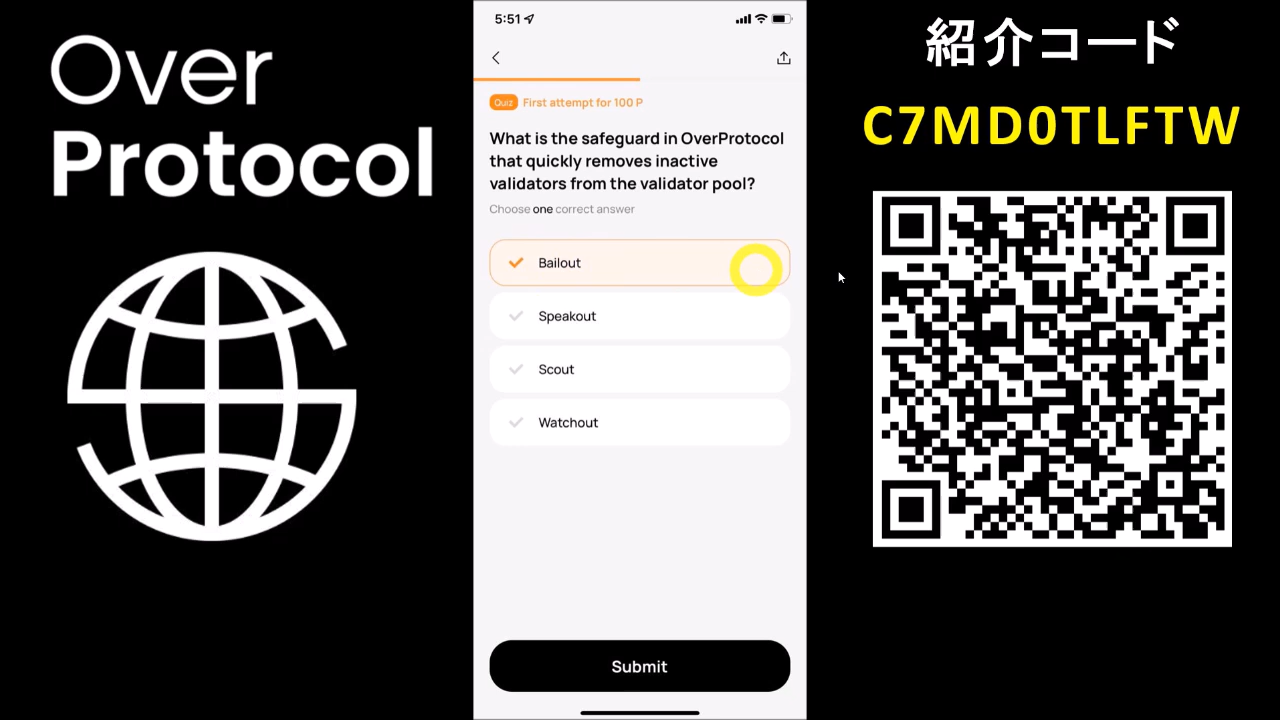 Over
Protocol
5:51
Quiz First attempt for 100 P
What is the safeguard in OverProtocol
that quickly removes inactive
validators from the validator pool?
Choose one correct answer
Bailout
Speakout
Scout
Watchout
Submit
紹介コード
C7MD0TLFTW